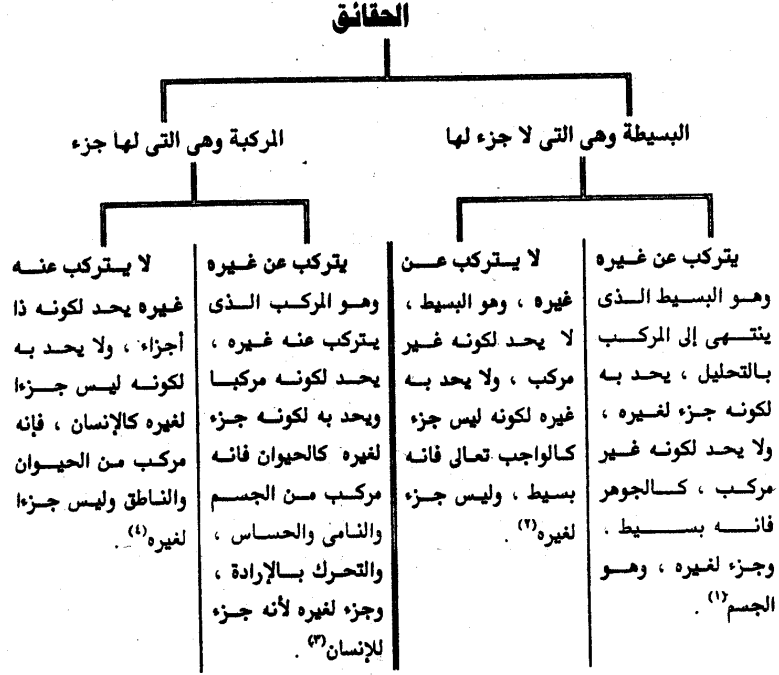 الحقائق
البسيطة وهى التى لا جزء لها
المركبة وهى التى لها جزء
يتركب عن غيره
وهو البسيط الذى
ينتهى إلى المركب
بالتحليل ، يحد به
لكونه جزء لغيره ،
ولا يحد لكونه غير
مركب ، كالجوهر
فانه بسيط .
وجزء لغيره ، وهو
الجسم(١) .
لا يتركب عن
غيره ، وهو البسيط ،
لا يحد لكونه غير
مركب ، ولا يحد به
غيره لكونه ليس جزء
كالواجب تعالى فانه
بسيط ، وليس جزء
لغيره(٢) .
يتركب عن غيره
وهو المركب الذى
يتركب عنه غيره ،
يحد لكونه مركبا
ويحد به لكونه جزء
لغيره كالحيوان فانه
مركب من الجسم
والنامى والحساس ،
والتحرك بالإرادة ،
وجزء لغيره لأنه جزء
للإنسان(٣) .
لا يتركب عنه
غيره يحد لكونه ذا
أجزاء ، ولا يحد به
لكونه ليس جزءا
لغيره كالإنسان ، فإنه
مركب من الحيوان
والناطق وليس جزءا
لغيره(٤) .